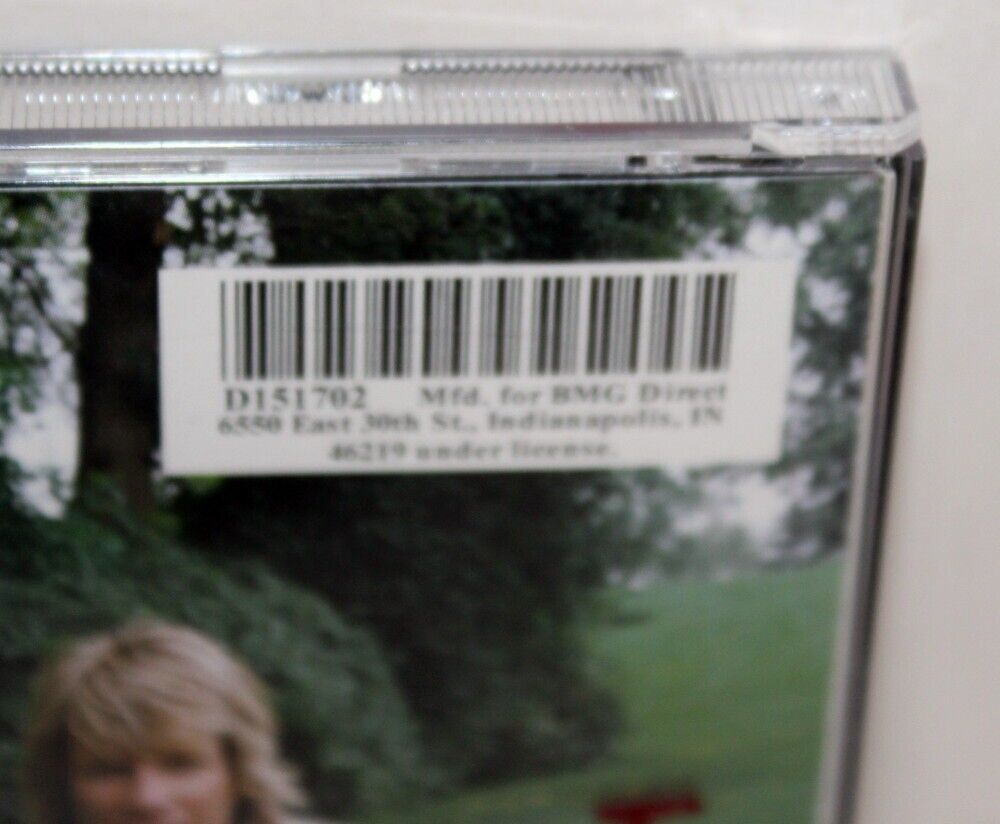 D151702 Mfd. for BMG Direct
6550 East 30th St., Indianapolis, IN
46219 under license.